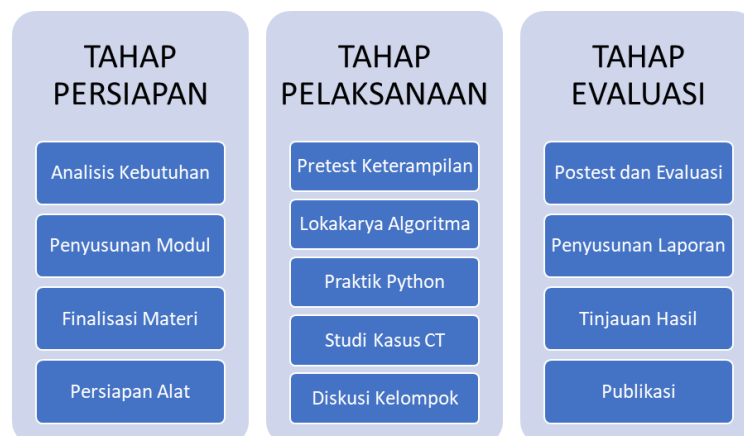 TAHAP
PERSIAPAN
Analisis Kebutuhan
Penyusunan Modul
Finalisasi Materi
Persiapan Alat
TAHAP
PELAKSANAAN
Pretest Keterampilan
Lokakarya Algoritma
Praktik Python
Studi Kasus CT
Diskusi Kelompok
TAHAP
EVALUASI
Postest dan Evaluasi
Penyusunan Laporan
Tinjauan Hasil
Publikasi